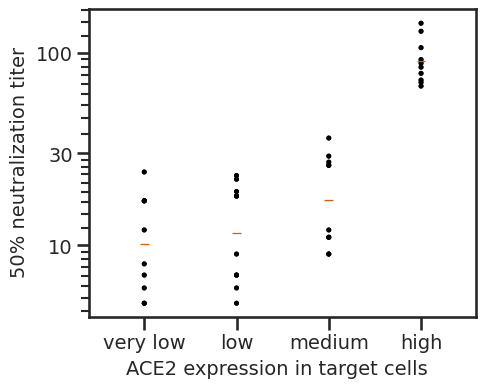 50% neutralization titer
100
30
10
very low low medium high
ACE2 expression in target cells